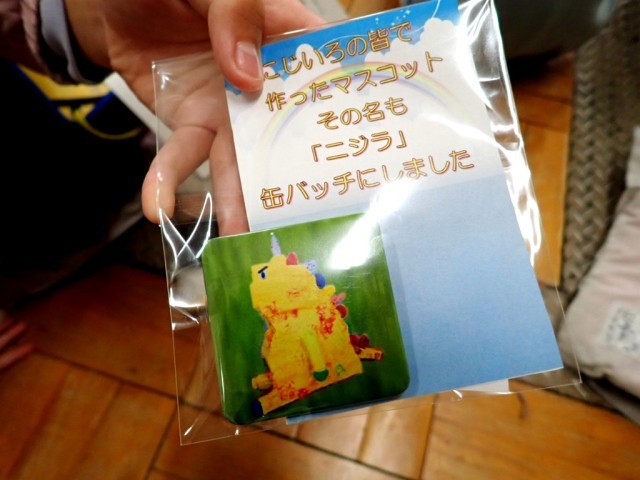 にじいろの皆で
作ったマスコット
その名も
「ニジラ」
缶バッチにしました